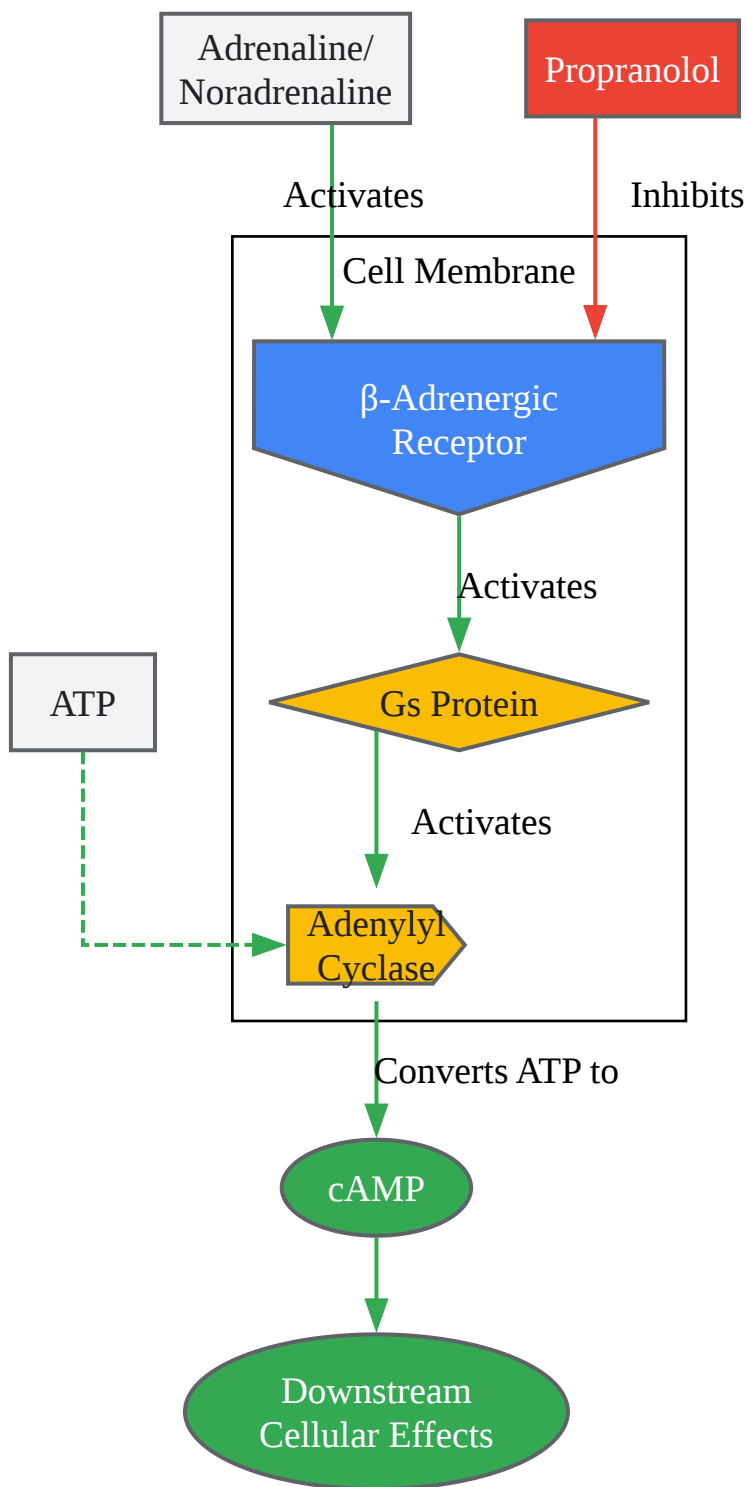 Adrenaline/
Noradrenaline
Propranolol
Activates
Inhibits
Cell Membrane
β-Adrenergic
Receptor
Activates
ATP
Gs Protein
Activates
Adenylyl
Cyclase
Converts ATP to
cAMP
Downstream
Cellular Effects